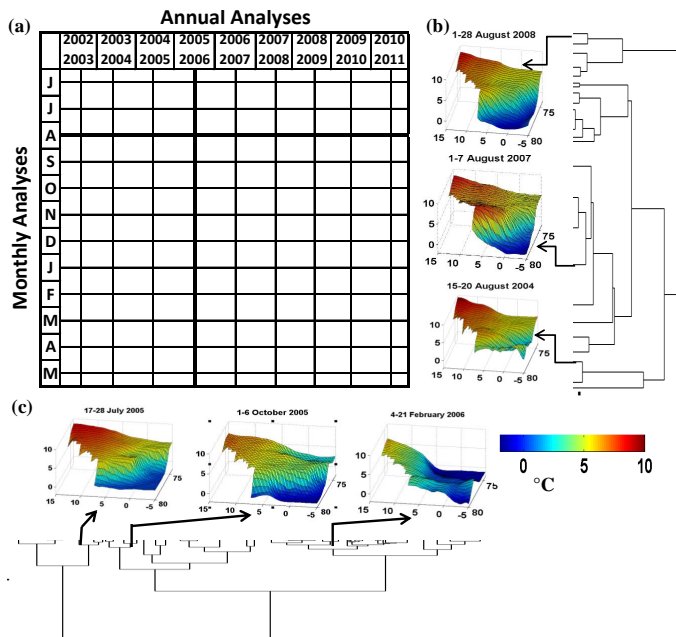 Annual Analyses
(a)
2002 2003 2004 2005 2006 2007 2008 2009 2010
2003 2004 2005 2006 2007 2008 2009 2010 2011
Monthly Analyses
J
J
A
S
O
N
D
J
F
M
A
M
(b)
1-28 August 2008
10
5
0
15 10 5 0 -5 80
75
1-7 August 2007
10
5
0
15 10 5 0 -5 80
75
15-20 August 2004
10
5
0
15 10 5 0 -5 80
75
(c)
17-28 July 2005
10
5
0
15 10 5 0 -5 80
75
1-6 October 2005
10
5
0
15 10 5 0 -5 80
75
4-21 February 2006
10
5
0
15 10 5 0 -5 80
75
0 5 10
°C